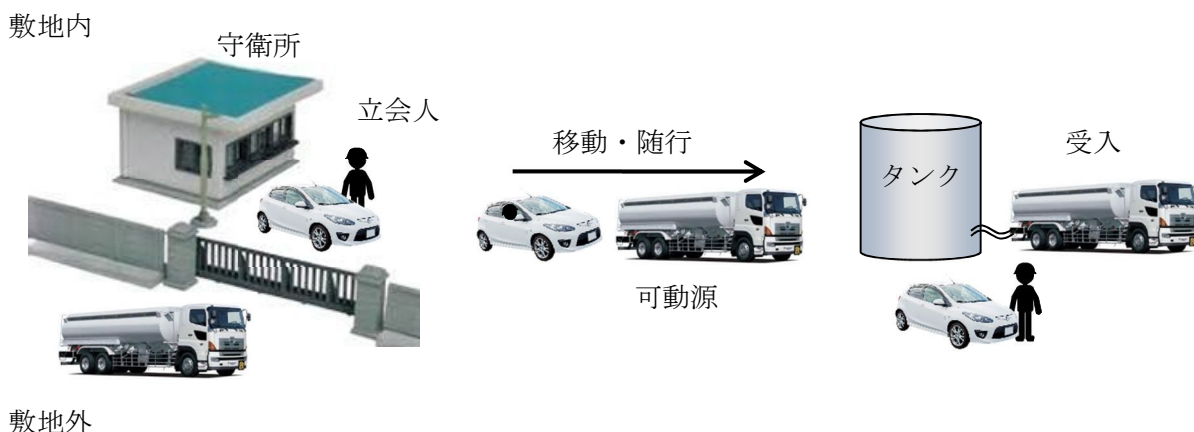 敷地内
守衛所
立会人
移動・随行
可動源
タンク
受入
敷地外